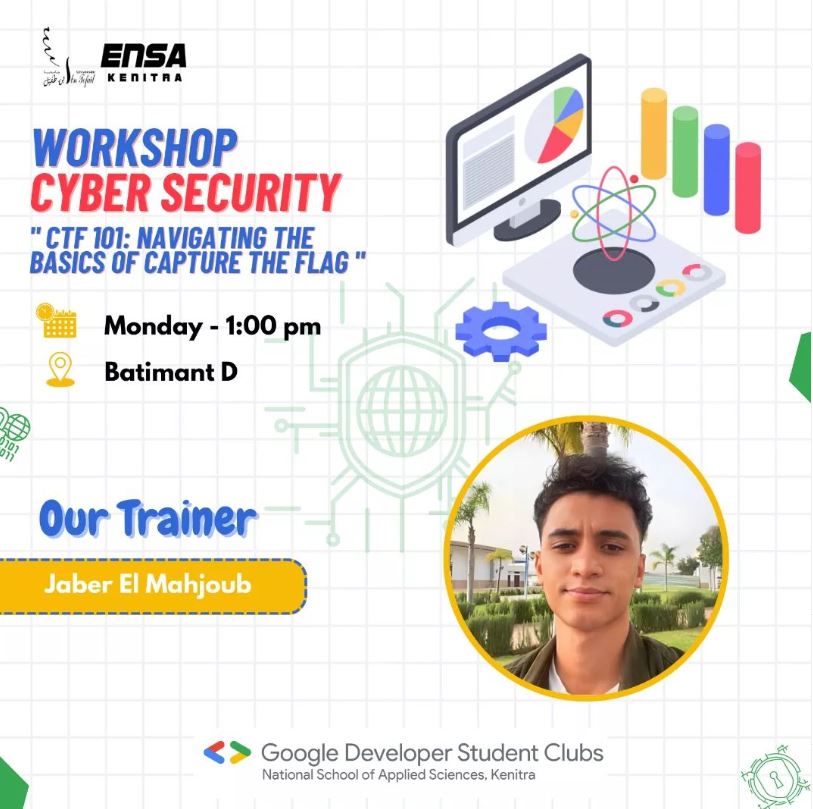 ENSA
KENITRA
WORKSHOP
CYBER SECURITY
" CTF 101: NAVIGATING THE
BASICS OF CAPTURE THE FLAG "
Monday - 1:00 pm
Batimant D
Our Trainer
Jaber El Mahjoub
Google Developer Student Clubs
National School of Applied Sciences, Kenitra